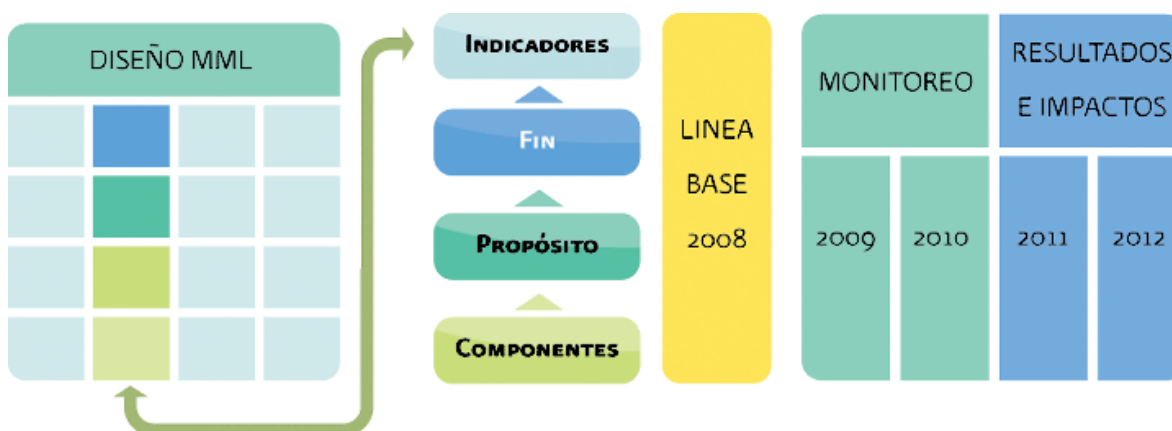 DISEÑO MML
INDICADORES
FIN
PROPÓSITO
COMPONENTES
LINEA
BASE
2008
MONITOREO
2009
2010
RESULTADOS
E IMPACTOS
2011
2012